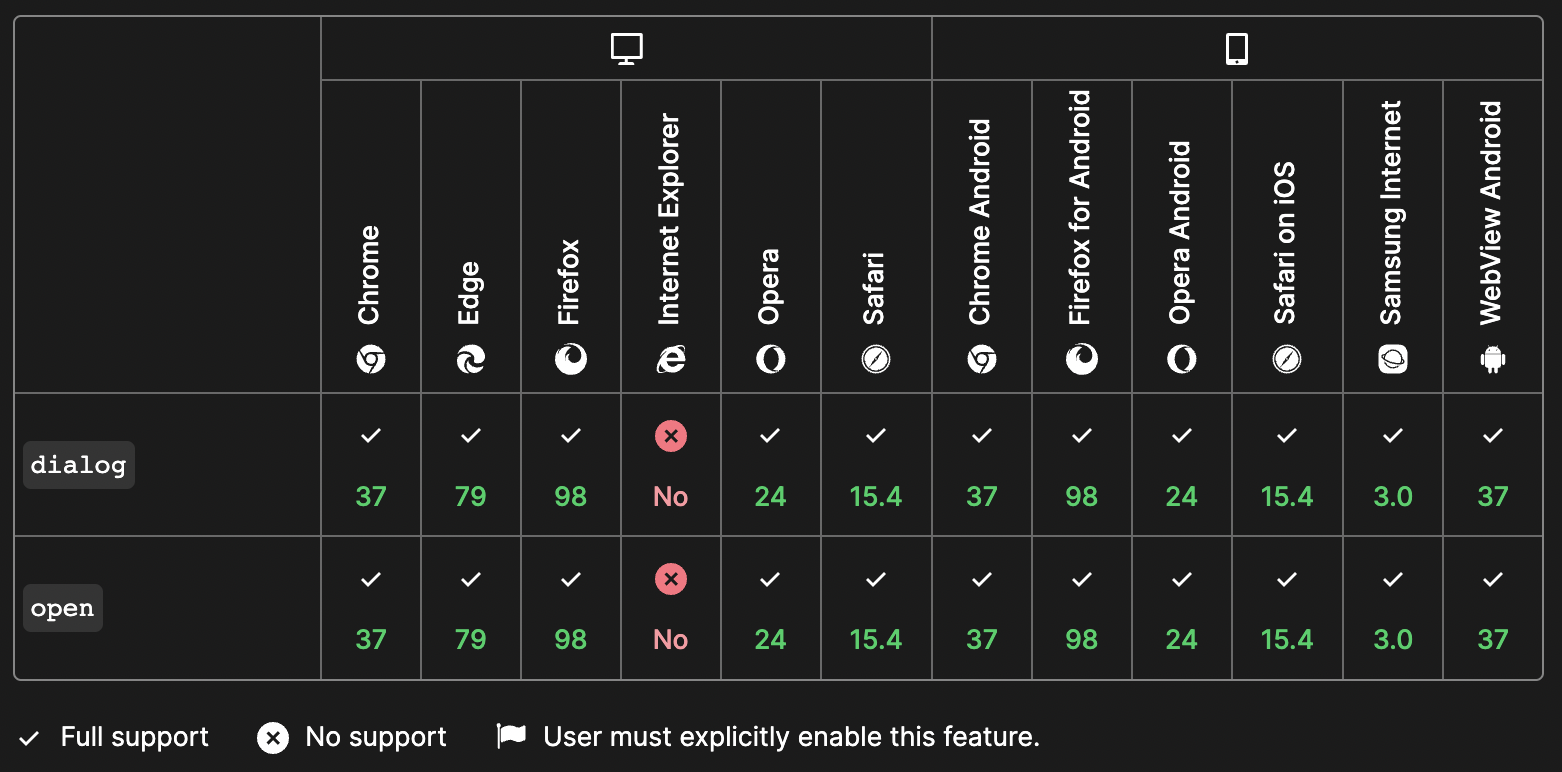 Chrome
Edge
Firefox
Internet Explorer
Opera
Safari
Chrome Android
Firefox for Android
Opera Android
Safari on iOS
Samsung Internet
WebView Android
dialog
37 79 98 No 24 15.4 37 98 24 15.4 3.0 37
open
37 79 98 No 24 15.4 37 98 24 15.4 3.0 37
Full support No support User must explicitly enable this feature.